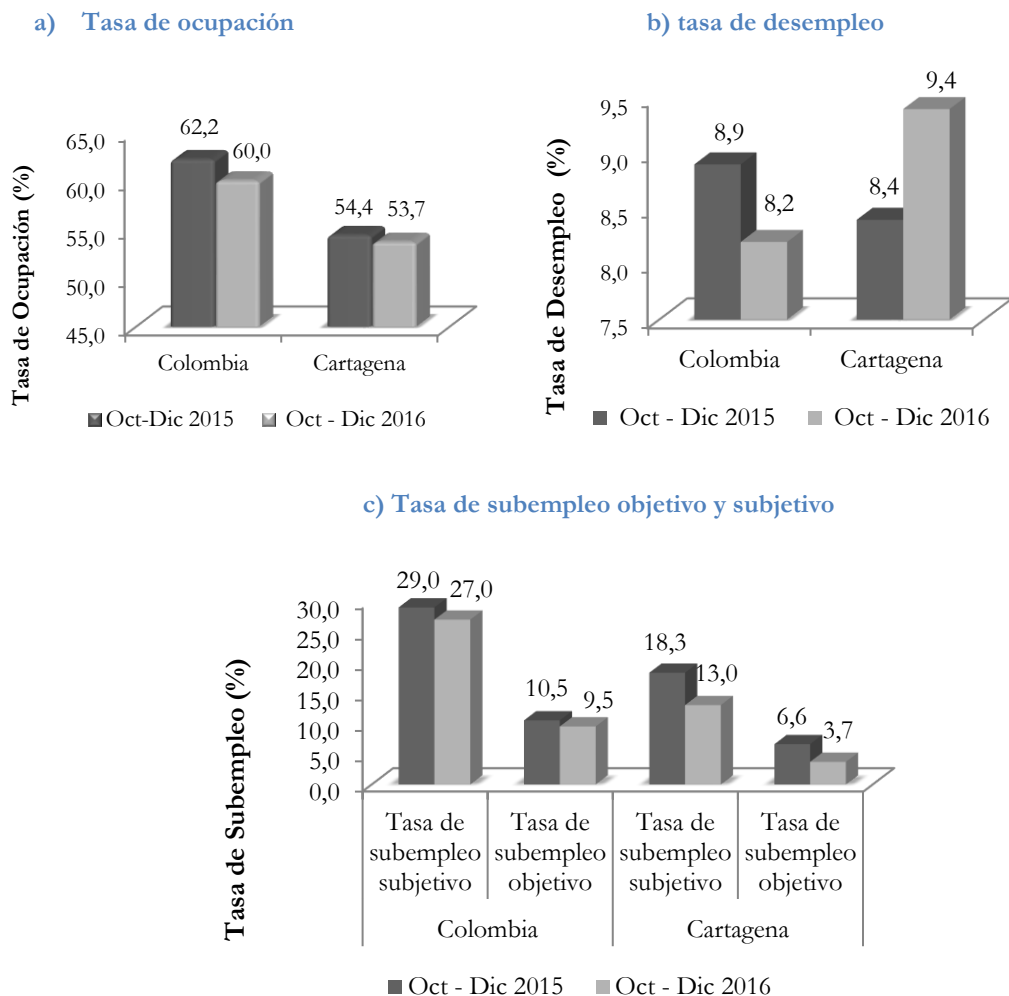 a) Tasa de ocupación
Tasa de Ocupación (%)
65,0
60,0
55,0
50,0
45,0
62,2
60,0
54,4
53,7
Colombia
Cartagena
Oct-Dic 2015
Oct - Dic 2016
b) tasa de desempleo
Tasa de Desempleo (%)
9,5
9,0
8,5
8,0
7,5
8,9
8,2
8,4
9,4
Colombia
Cartagena
Oct - Dic 2015
Oct - Dic 2016
c) Tasa de subempleo objetivo y subjetivo
Tasa de Subempleo (%)
30,0
25,0
20,0
15,0
10,0
5,0
0,0
29,0
27,0
10,5
9,5
18,3
13,0
6,6
3,7
Tasa de
subempleo
subjetivo
Tasa de
subempleo
objetivo
Tasa de
subempleo
subjetivo
Tasa de
subempleo
objetivo
Colombia
Cartagena
Oct - Dic 2015
Oct - Dic 2016